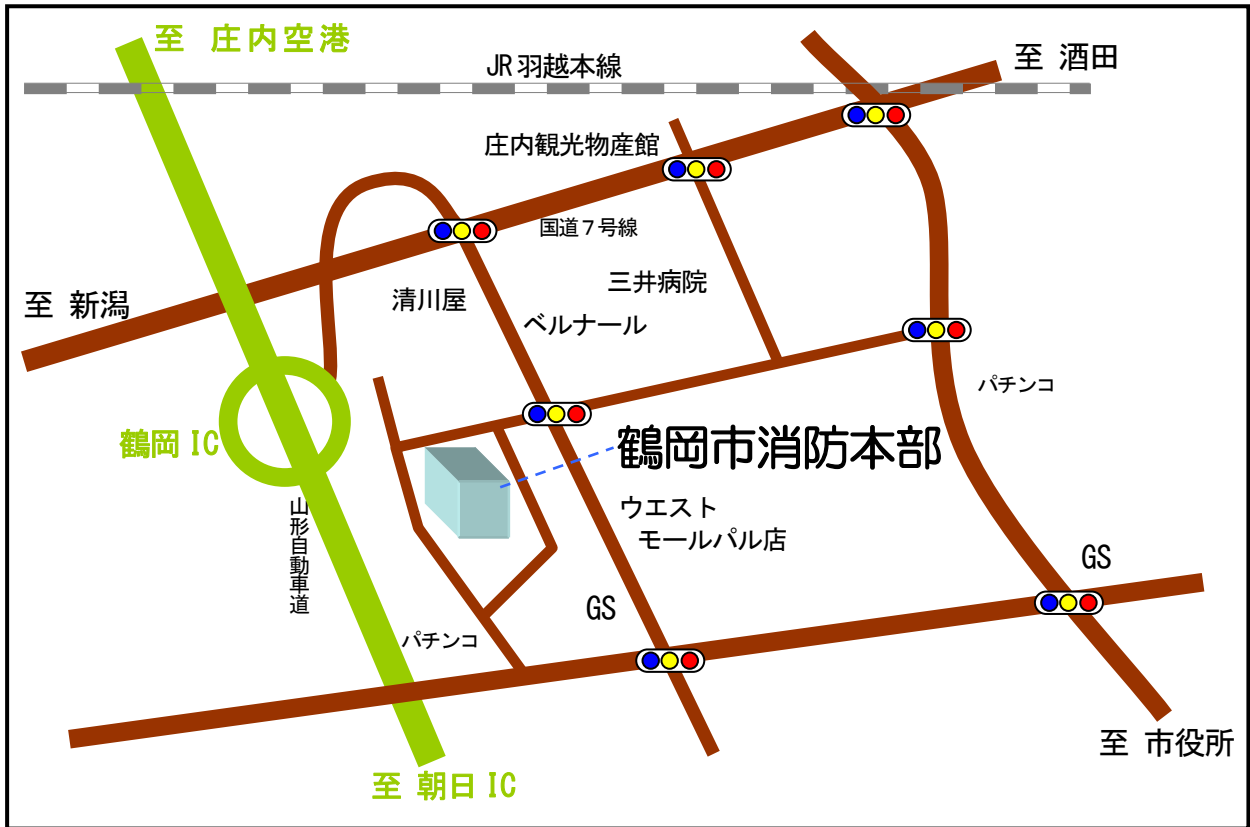 至 庄内空港
JR羽越本線
至 酒田
庄内観光物産館
国道7号線
三井病院
至 新潟
清川屋
ベルナール
パチンコ
鶴岡IC
鶴岡市消防本部
山形自動車道
ウエスト
モールパル店
GS
GS
パチンコ
至 市役所
至 朝日IC